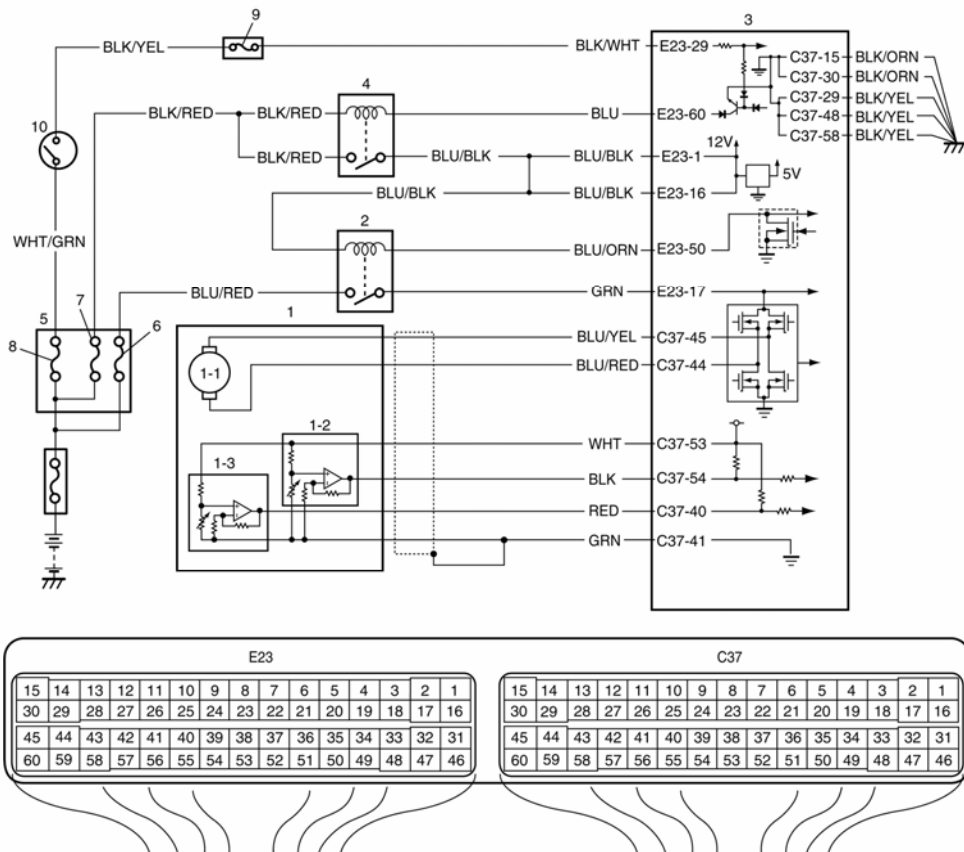 9
3
BLK/YEL
BLK/WHT
E23-29
C37-15
BLK/ORN
C37-30
BLK/ORN
4
C37-29
BLK/YEL
BLK/RED
BLK/RED
BLU
E23-60
C37-48
BLK/YEL
10
C37-58
BLK/YEL
12V
BLK/RED
BLU/BLK
BLU/BLK
E23-1
5V
BLU/BLK
BLU/BLK
E23-16
2
WHT/GRN
BLU/ORN
E23-50
7
BLU/RED
GRN
E23-17
5
6
1
8
BLU/YEL
C37-45
1-1
BLU/RED
C37-44
1-2
WHT
C37-53
1-3
BLK
C37-54
RED
C37-40
GRN
C37-41
E23
15 14 13 12 11 10 9 8 7 6 5 4 3 2 1
30 29 28 27 26 25 24 23 22 21 20 19 18 17 16
45 44 43 42 41 40 39 38 37 36 35 34 33 32 31
60 59 58 57 56 55 54 53 52 51 50 49 48 47 46
C37
15 14 13 12 11 10 9 8 7 6 5 4 3 2 1
30 29 28 27 26 25 24 23 22 21 20 19 18 17 16
45 44 43 42 41 40 39 38 37 36 35 34 33 32 31
60 59 58 57 56 55 54 53 52 51 50 49 48 47 46